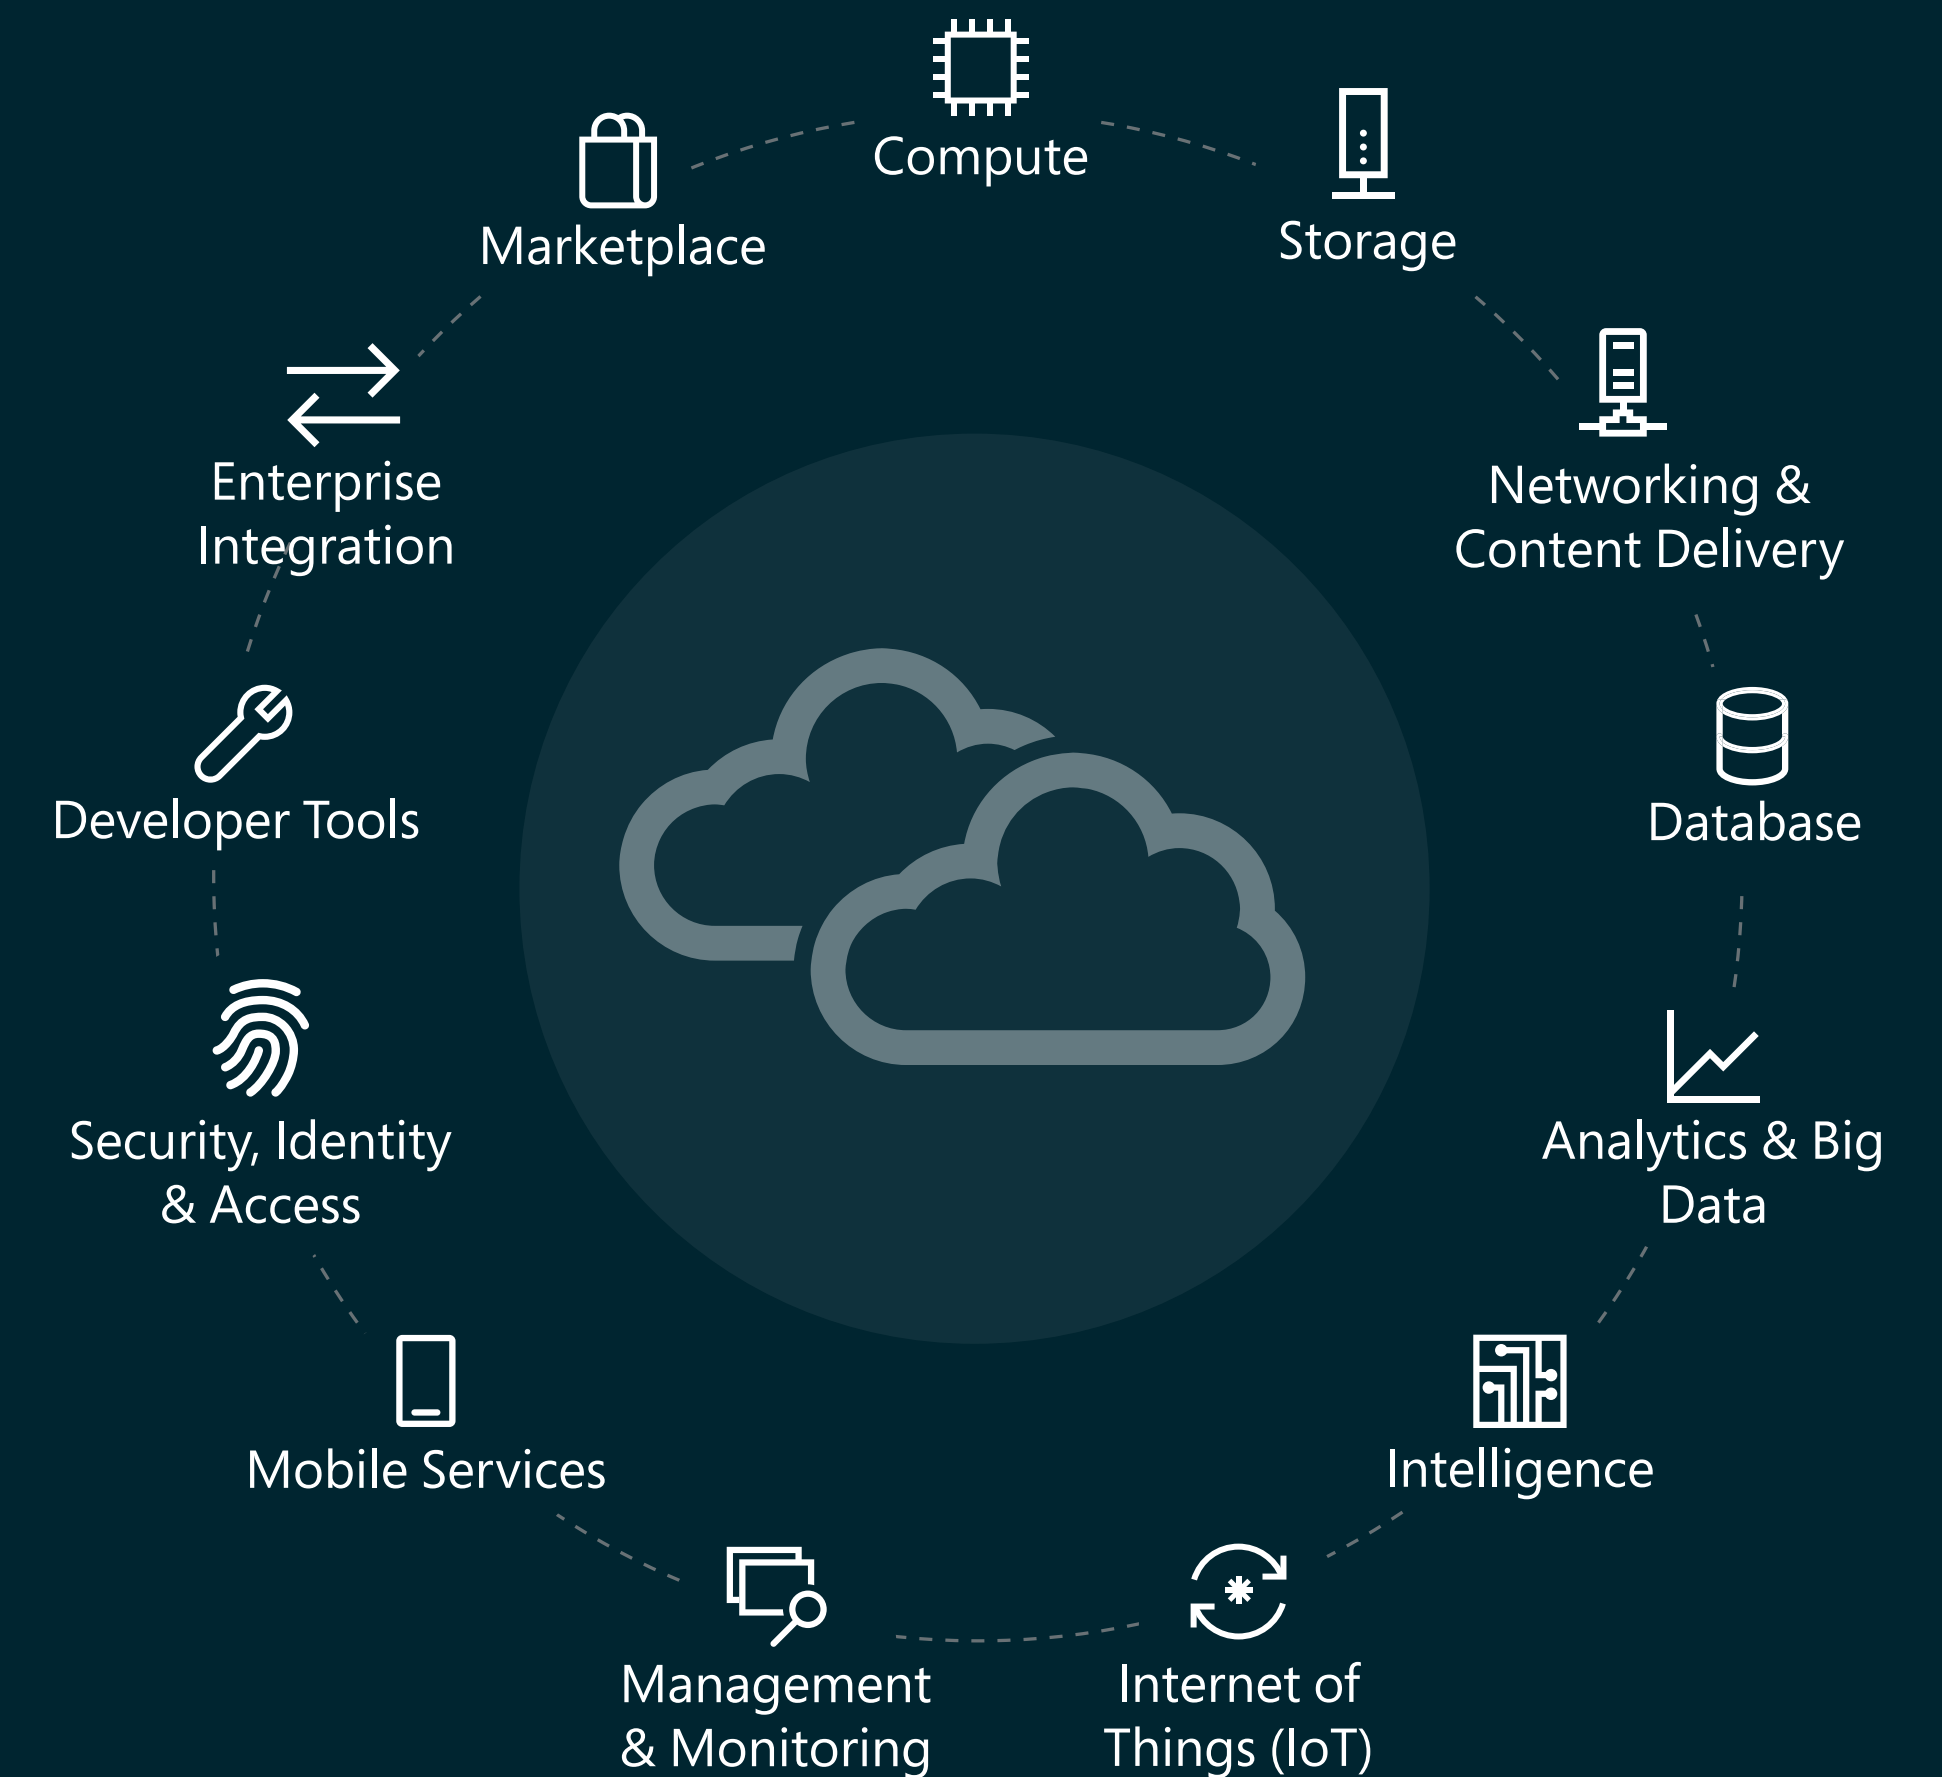 Compute
Storage
Networking &
Content Delivery
Database
Analytics & Big
Data
Intelligence
Internet of
Things (IoT)
Management
& Monitoring
Mobile Services
Security, Identity
& Access
Developer Tools
Enterprise
Integration
Marketplace